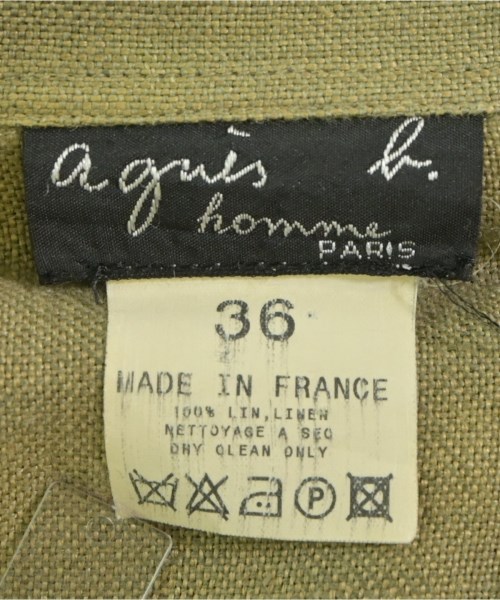 agnès b.
homme
PARIS
36
MADE IN FRANCE
100% LIN, LINEN
NETTOYAGE A SEC
DRY CLEAN ONLY
P